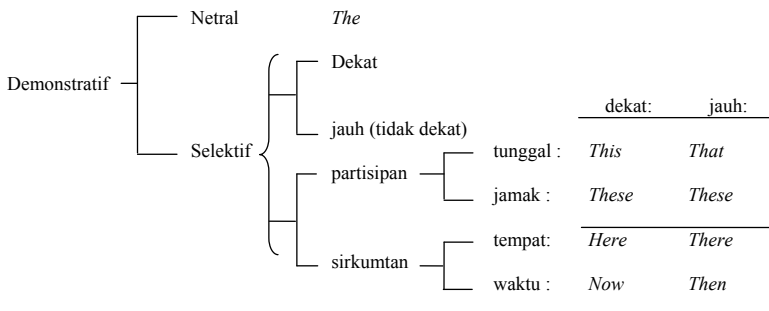 Netral The
Dekat
Demonstratif
dekat: jauh:
jauh (tidak dekat)
Selektif tunggal : This That
partisipan
jamak : These These
tempat: Here There
sirkumtan
waktu : Now Then